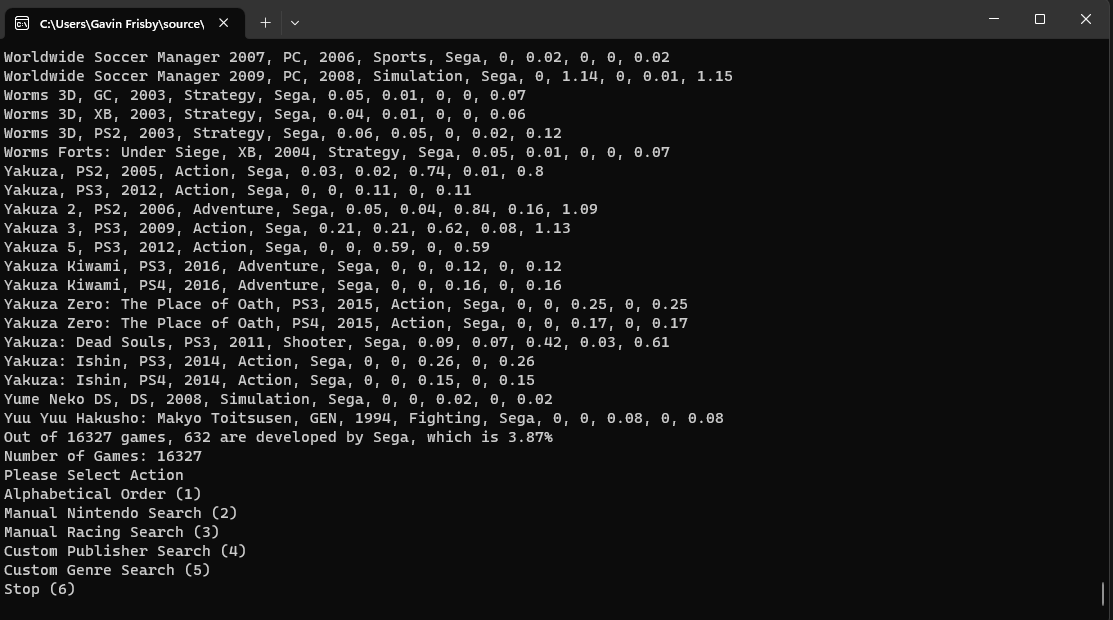 C:\Users\Gavin Frisby\source\
Worldwide Soccer Manager 2007, PC, 2006, Sports, Sega, 0, 0.02, 0, 0, 0.02
Worldwide Soccer Manager 2009, PC, 2008, Simulation, Sega, 0, 1.14, 0, 0.01, 1.15
Worms 3D, GC, 2003, Strategy, Sega, 0.05, 0.01, 0, 0, 0.07
Worms 3D, XB, 2003, Strategy, Sega, 0.04, 0.01, 0, 0, 0.06
Worms 3D, PS2, 2003, Strategy, Sega, 0.06, 0.05, 0, 0.02, 0.12
Worms Forts: Under Siege, XB, 2004, Strategy, Sega, 0.05, 0.01, 0, 0, 0.07
Yakuza, PS2, 2005, Action, Sega, 0.03, 0.02, 0.74, 0.01, 0.8
Yakuza, PS3, 2012, Action, Sega, 0, 0, 0.11, 0, 0.11
Yakuza 2, PS2, 2006, Adventure, Sega, 0.05, 0.04, 0.84, 0.16, 1.09
Yakuza 3, PS3, 2009, Action, Sega, 0.21, 0.21, 0.62, 0.08, 1.13
Yakuza 5, PS3, 2012, Action, Sega, 0, 0, 0.59, 0, 0.59
Yakuza Kiwami, PS3, 2016, Adventure, Sega, 0, 0, 0.12, 0, 0.12
Yakuza Kiwami, PS4, 2016, Adventure, Sega, 0, 0, 0.16, 0, 0.16
Yakuza Zero: The Place of Oath, PS3, 2015, Action, Sega, 0, 0, 0.25, 0, 0.25
Yakuza Zero: The Place of Oath, PS4, 2015, Action, Sega, 0, 0, 0.17, 0, 0.17
Yakuza: Dead Souls, PS3, 2011, Shooter, Sega, 0.09, 0.07, 0.42, 0.03, 0.61
Yakuza: Ishin, PS3, 2014, Action, Sega, 0, 0, 0.26, 0, 0.26
Yakuza: Ishin, PS4, 2014, Action, Sega, 0, 0, 0.15, 0, 0.15
Yume Neko DS, DS, 2008, Simulation, Sega, 0, 0, 0.02, 0, 0.02
Yuu Yuu Hakusho: Makyo Toitsusen, GEN, 1994, Fighting, Sega, 0, 0, 0.08, 0, 0.08
Out of 16327 games, 632 are developed by Sega, which is 3.87%
Number of Games: 16327
Please Select Action
Alphabetical Order (1)
Manual Nintendo Search (2)
Manual Racing Search (3)
Custom Publisher Search (4)
Custom Genre Search (5)
Stop (6)